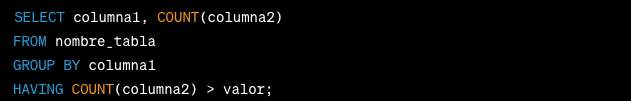 SELECT columna1, COUNT(columna2)
FROM nombre_tabla
GROUP BY columna1
HAVING COUNT(columna2) > valor;